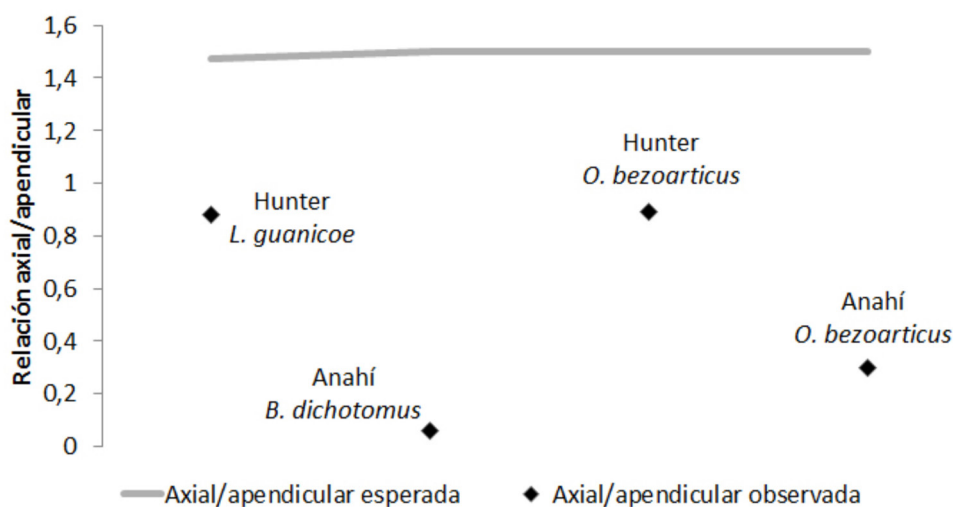 Relación axial/apendicular
1,6
1,4
1,2
1
0,8
0,6
0,4
0,2
0
Hunter
L. guanicoe
Anahí
B. dichotomus
Hunter
O. bezoarticus
Anahí
O. bezoarticus
Axial/apendicular esperada
Axial/apendicular observada